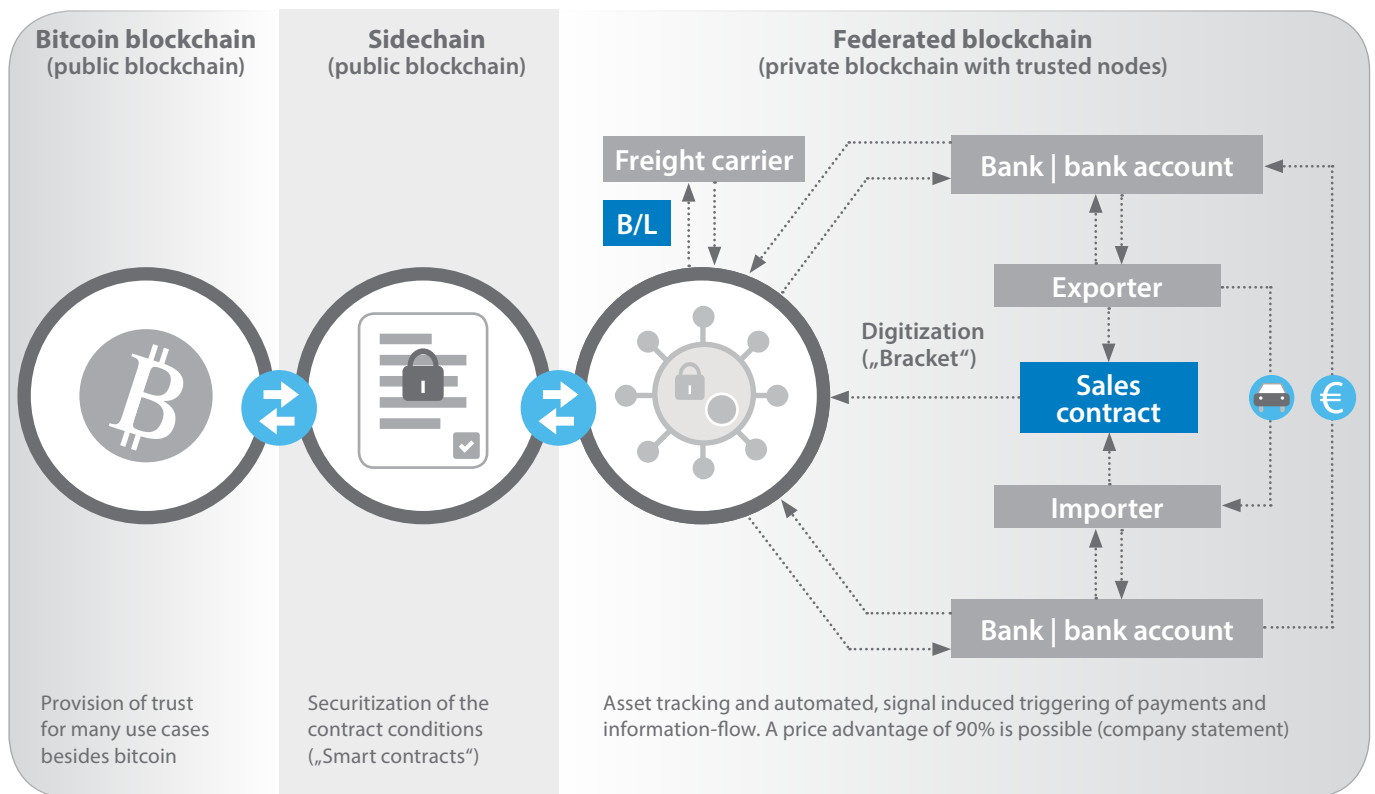 Bitcoin blockchain
(public blockchain)
Sidechain
(public blockchain)
Federated blockchain
(private blockchain with trusted nodes)
Freight carrier
B/L
Bank | bank account
Exporter
Digitization
(„Bracket“)
Sales
contract
€
Importer
Bank | bank account
Provision of trust
for many use cases
besides bitcoin
Securitization of the
contract conditions
(„Smart contracts“)
Asset tracking and automated, signal induced triggering of payments and
information-flow. A price advantage of 90% is possible (company statement)